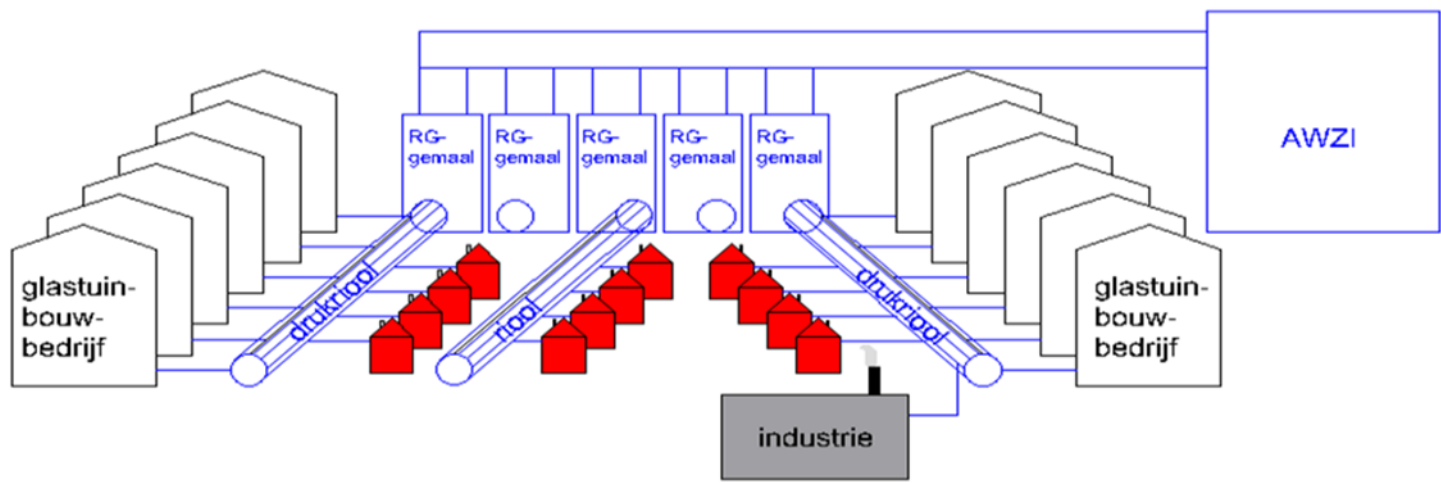 RG-
gemaal
RG-
gemaal
RG-
gemaal
RG-
gemaal
RG-
gemaal
AWZI
glastuin-
bouw-
bedrijf
drukriool
riool
drukriool
glastuin-
bouw-
bedrijf
industrie